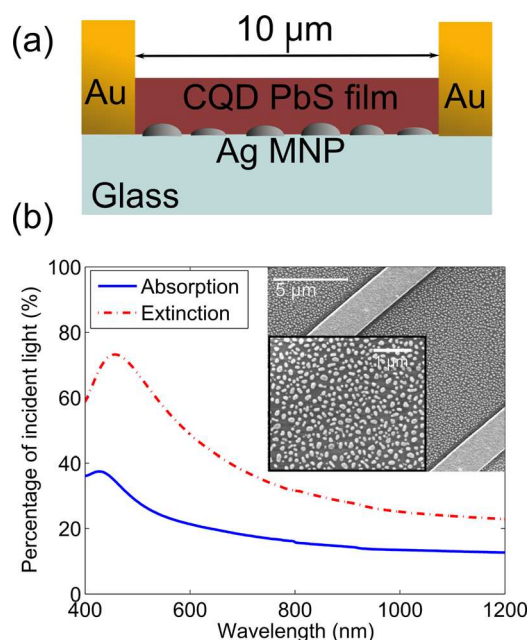 (a)
10 μm
Au
CQD PbS film
Au
Ag MNP
Glass
(b)
Percentage of incident light (%)
100
80
60
40
20
0
Absorption
Extinction
5 μm
1 μm
400
600
800
1000
1200
Wavelength (nm)